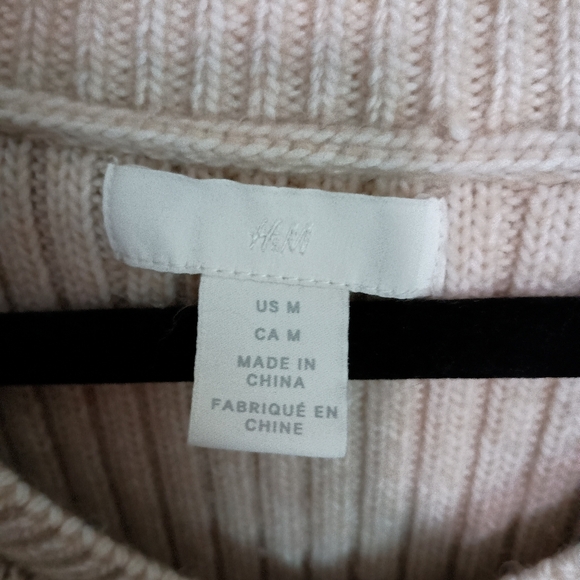 H&M
US M
CA M
MADE IN
CHINA
FABRIQUÉ EN
CHINE